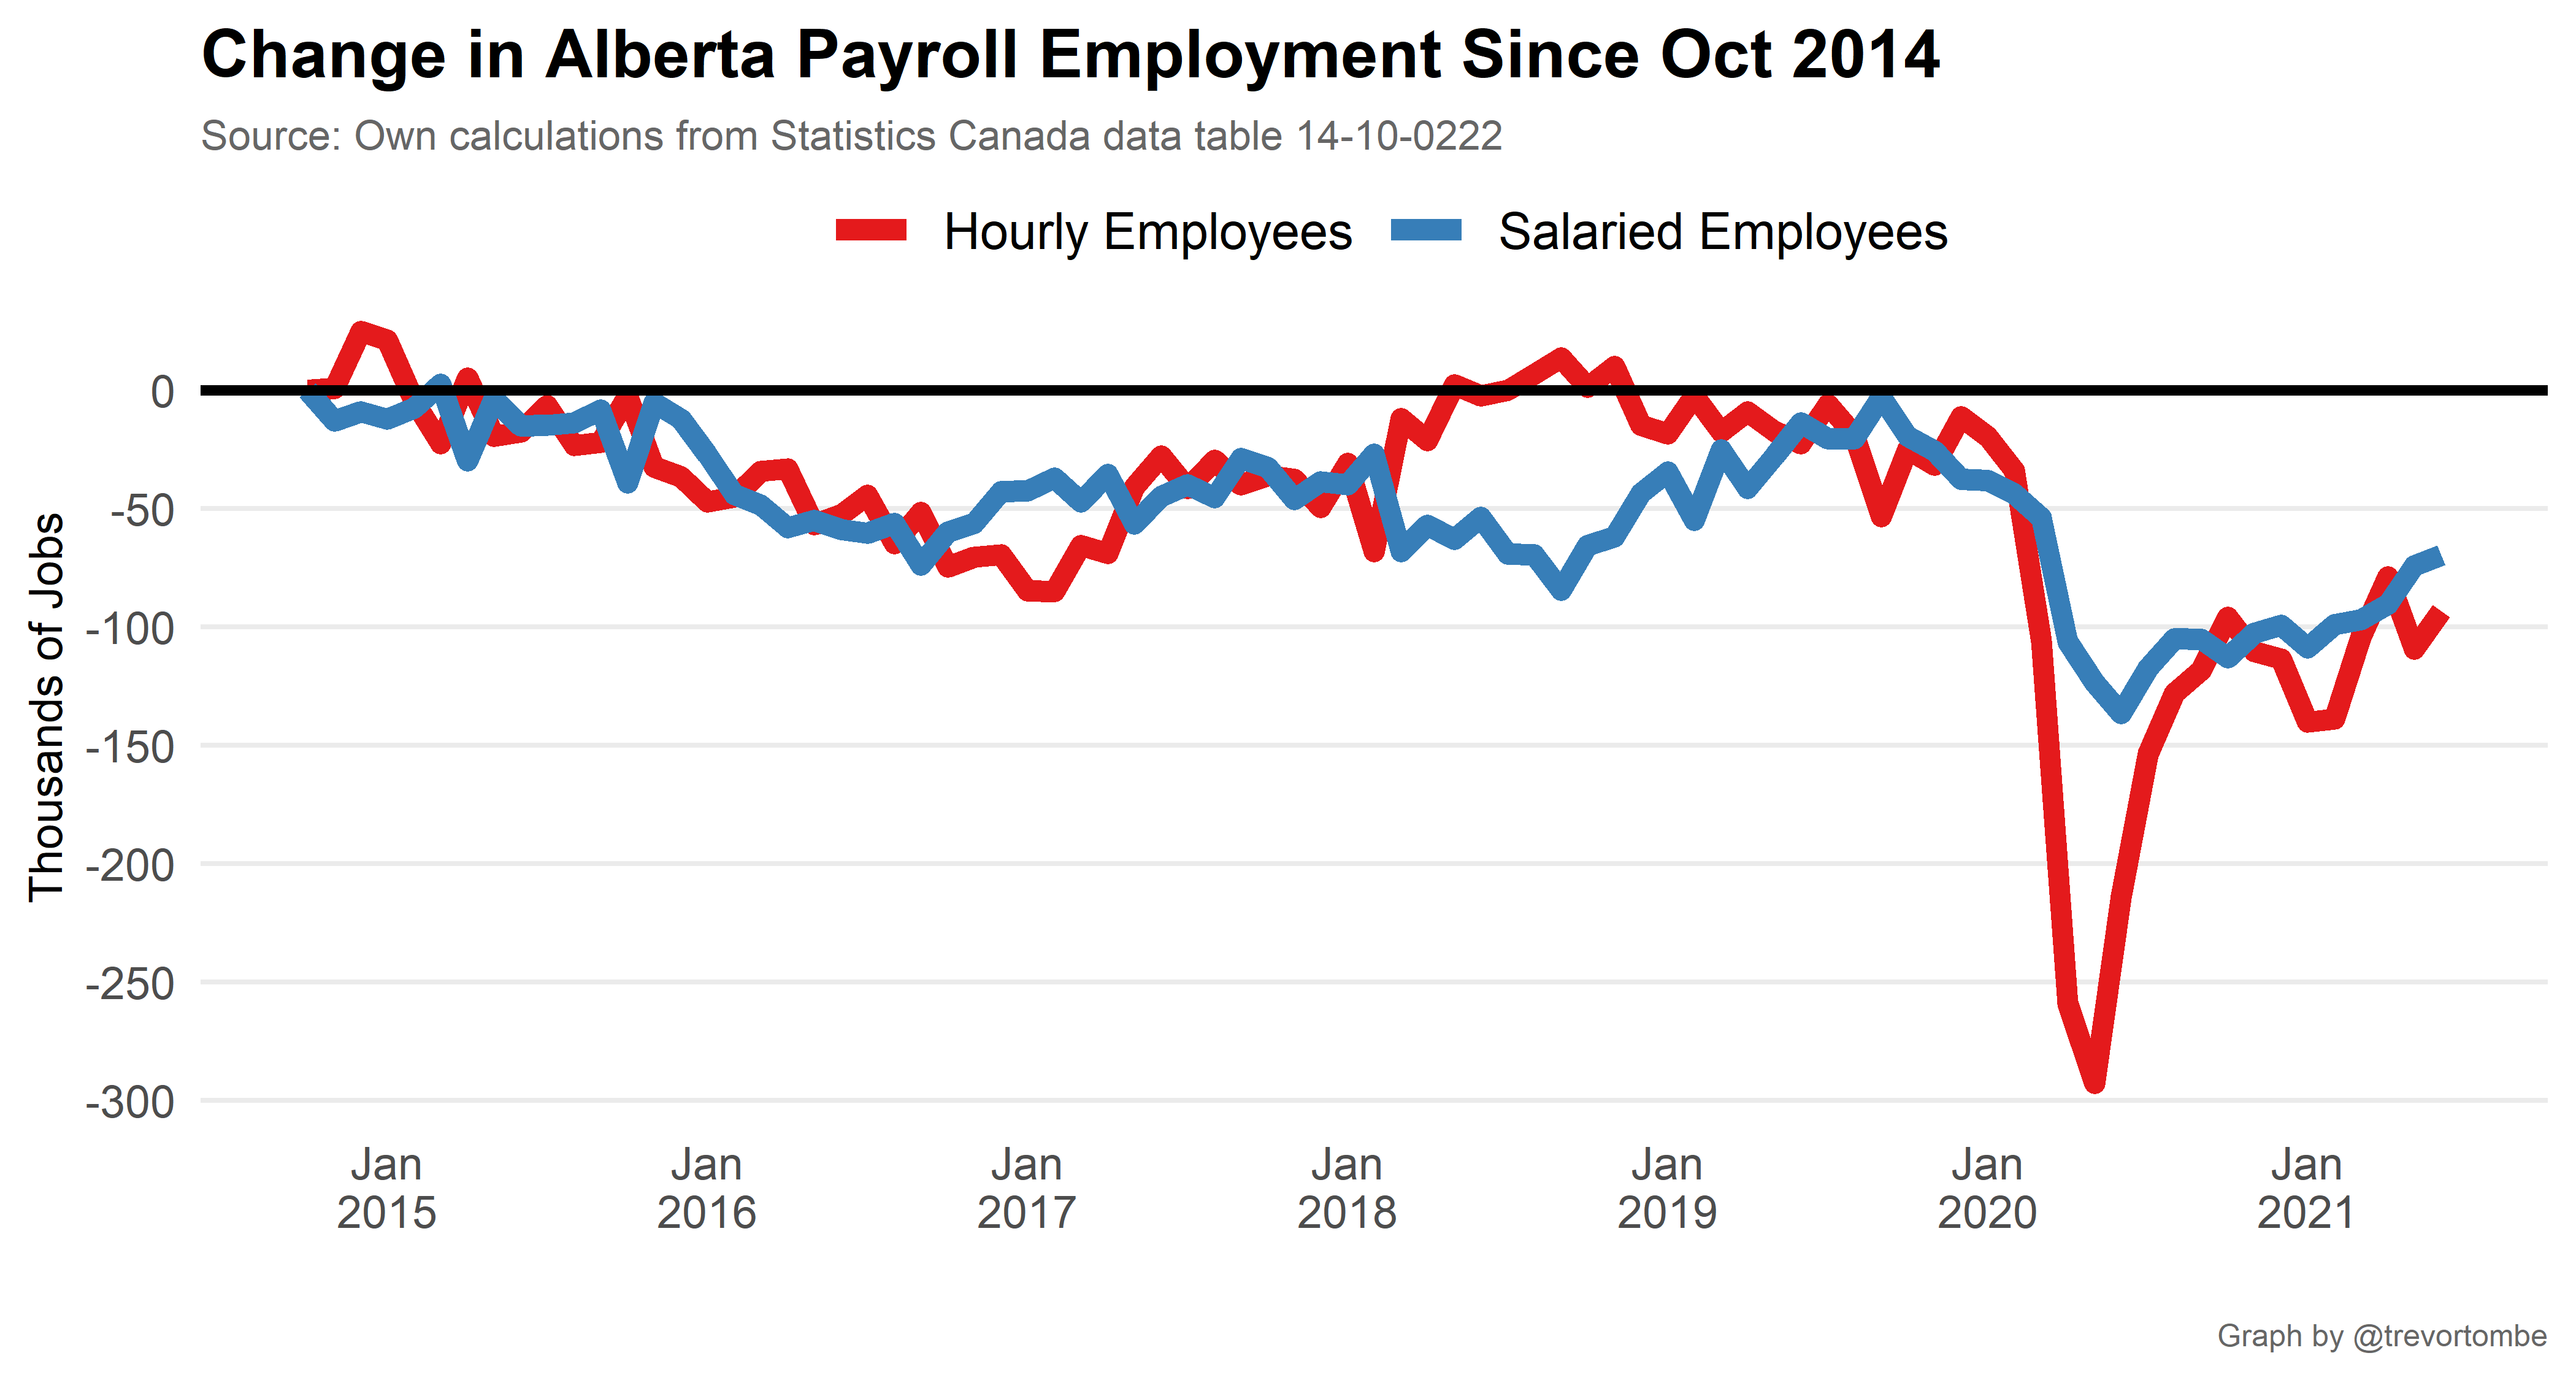 Change in Alberta Payroll Employment Since Oct 2014
Source: Own calculations from Statistics Canada data table 14-10-0222
Hourly Employees Salaried Employees
Thousands of Jobs
0
-50
-100
-150
-200
-250
-300
Jan Jan Jan Jan Jan Jan Jan
2015 2016 2017 2018 2019 2020 2021
Graph by @trevortombe